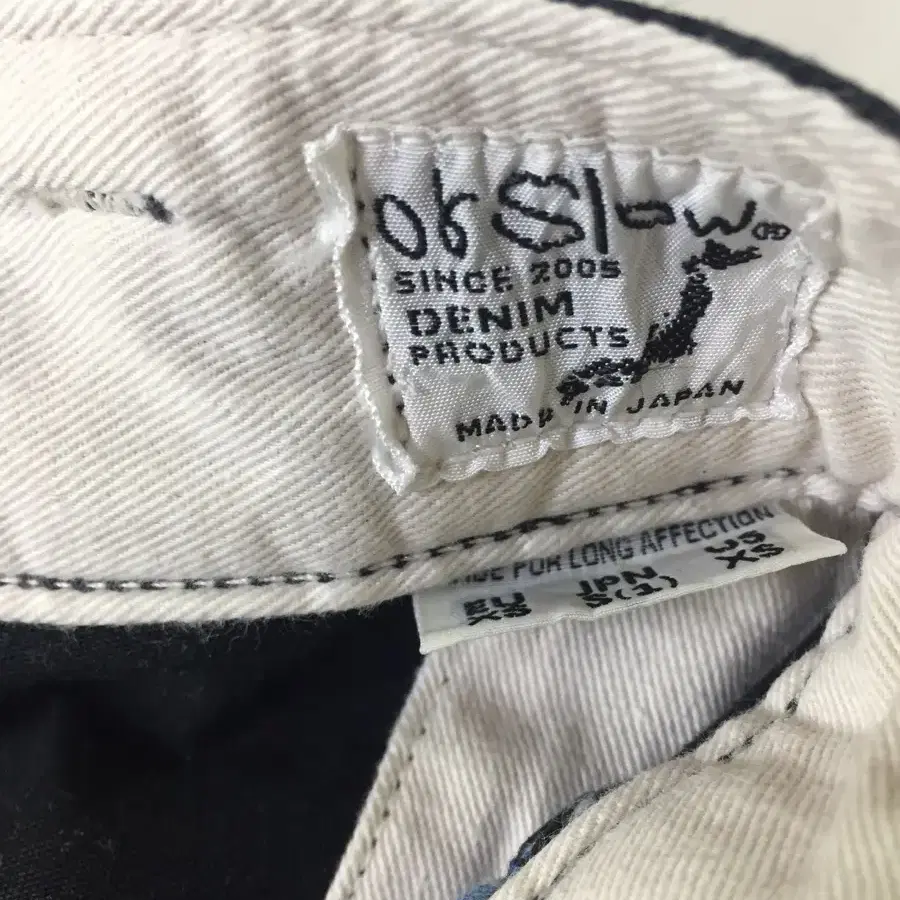 orSlow®
SINCE 2005
DENIM
PRODUCTS
MADE IN JAPAN
FOR LONG AFFECTION
EU JPN US
XS S(1) XS